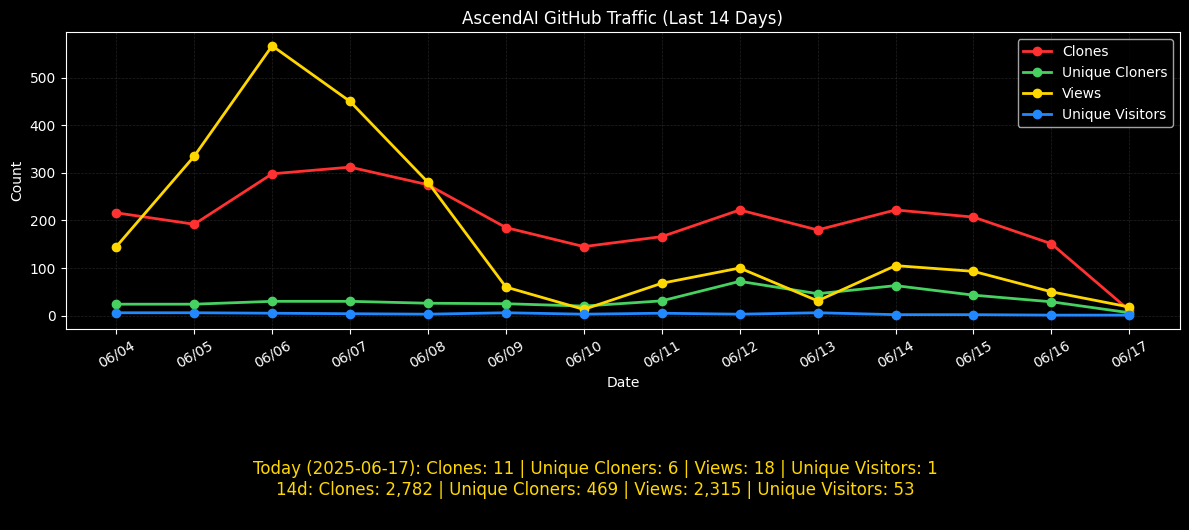 AscendAI GitHub Traffic (Last 14 Days)
Clones
Unique Cloners
Views
Unique Visitors
Count
500
400
300
200
100
0
06/04 06/05 06/06 06/07 06/08 06/09 06/10 06/11 06/12 06/13 06/14 06/15 06/16 06/17
Date
Today (2025-06-17): Clones: 11 | Unique Cloners: 6 | Views: 18 | Unique Visitors: 1
14d: Clones: 2,782 | Unique Cloners: 469 | Views: 2,315 | Unique Visitors: 53